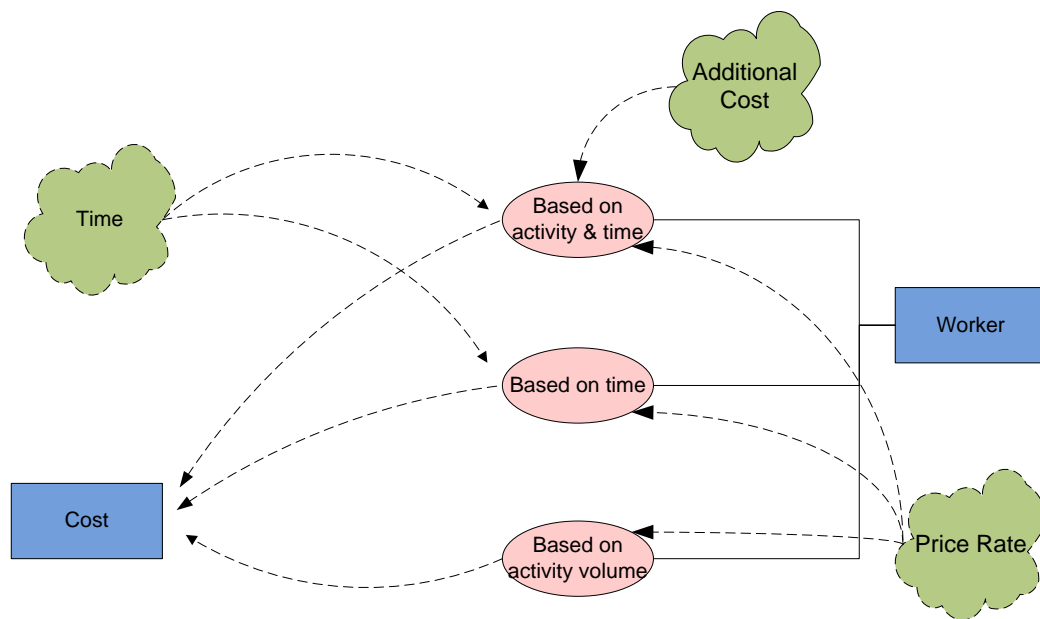 Additional
Cost
Time
Based on
activity & time
Worker
Based on time
Cost
Based on
activity volume
Price Rate